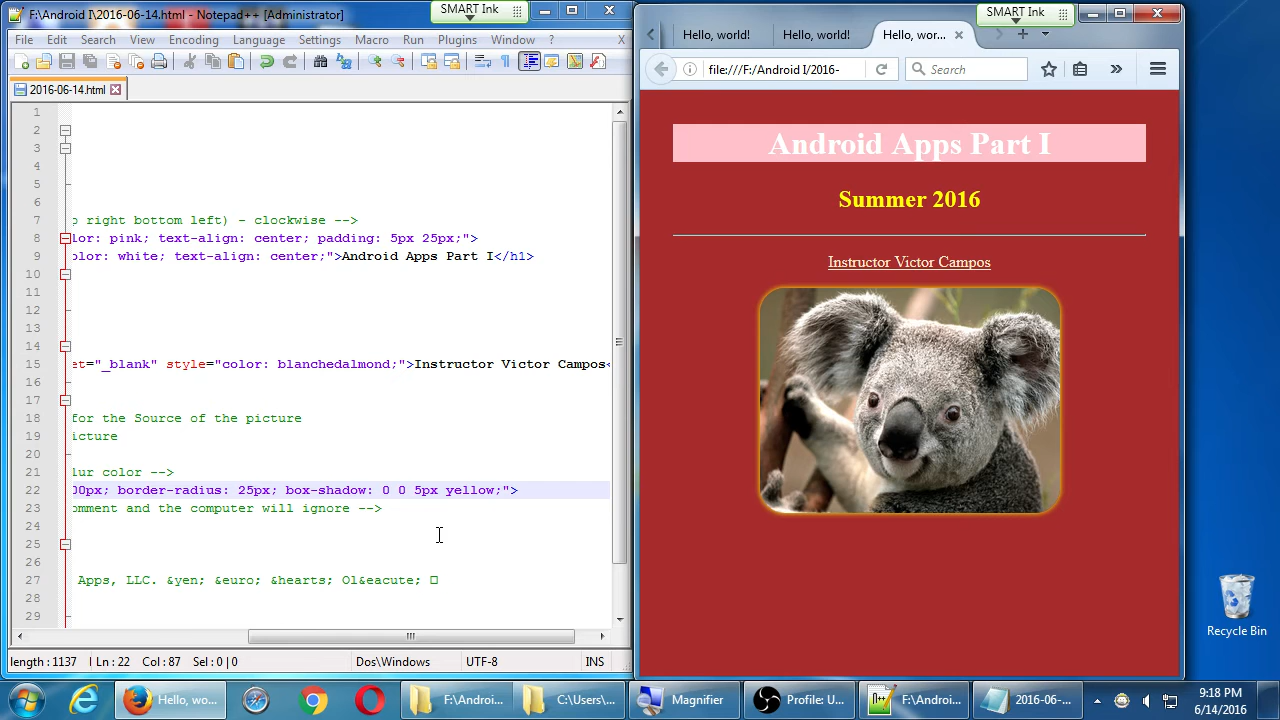 F:\Android I\2016-06-14.html - Notepad++ [Administrator]
SMART Ink
File Edit Search View Encoding Language Settings Macro Run Plugins Window ? X
2016-06-14.html
1
2
3
4
5
6
7 p right bottom left) - clockwise -->
8 lor: pink; text-align: center; padding: 5px 25px;">
9 olor: white; text-align: center;">Android Apps Part I</h1>
10
11
12
13
14
15 et="_blank" style="color: blanchedalmond;">Instructor Victor Campos<
16
17
18 for the Source of the picture
19 icture
20
21 lur color -->
22 00px; border-radius: 25px; box-shadow: 0 0 5px yellow;">
23 omment and the computer will ignore -->
24
25
26
27 Apps, LLC. &yen; &euro; &hearts; Ol&eacute; □
28
29
length : 1137 Ln : 22 Col : 87 Sel : 0 | 0 Dos\Windows UTF-8 INS
SMART Ink
Hello, world! Hello, world! Hello, wor...
file:///F:/Android I/2016- Search
Android Apps Part I
Summer 2016
Instructor Victor Campos
Recycle Bin
Hello, wo... F:\Androi... C:\Users\... Magnifier Profile: U... F:\Androi... 2016-06-... 9:18 PM
6/14/2016